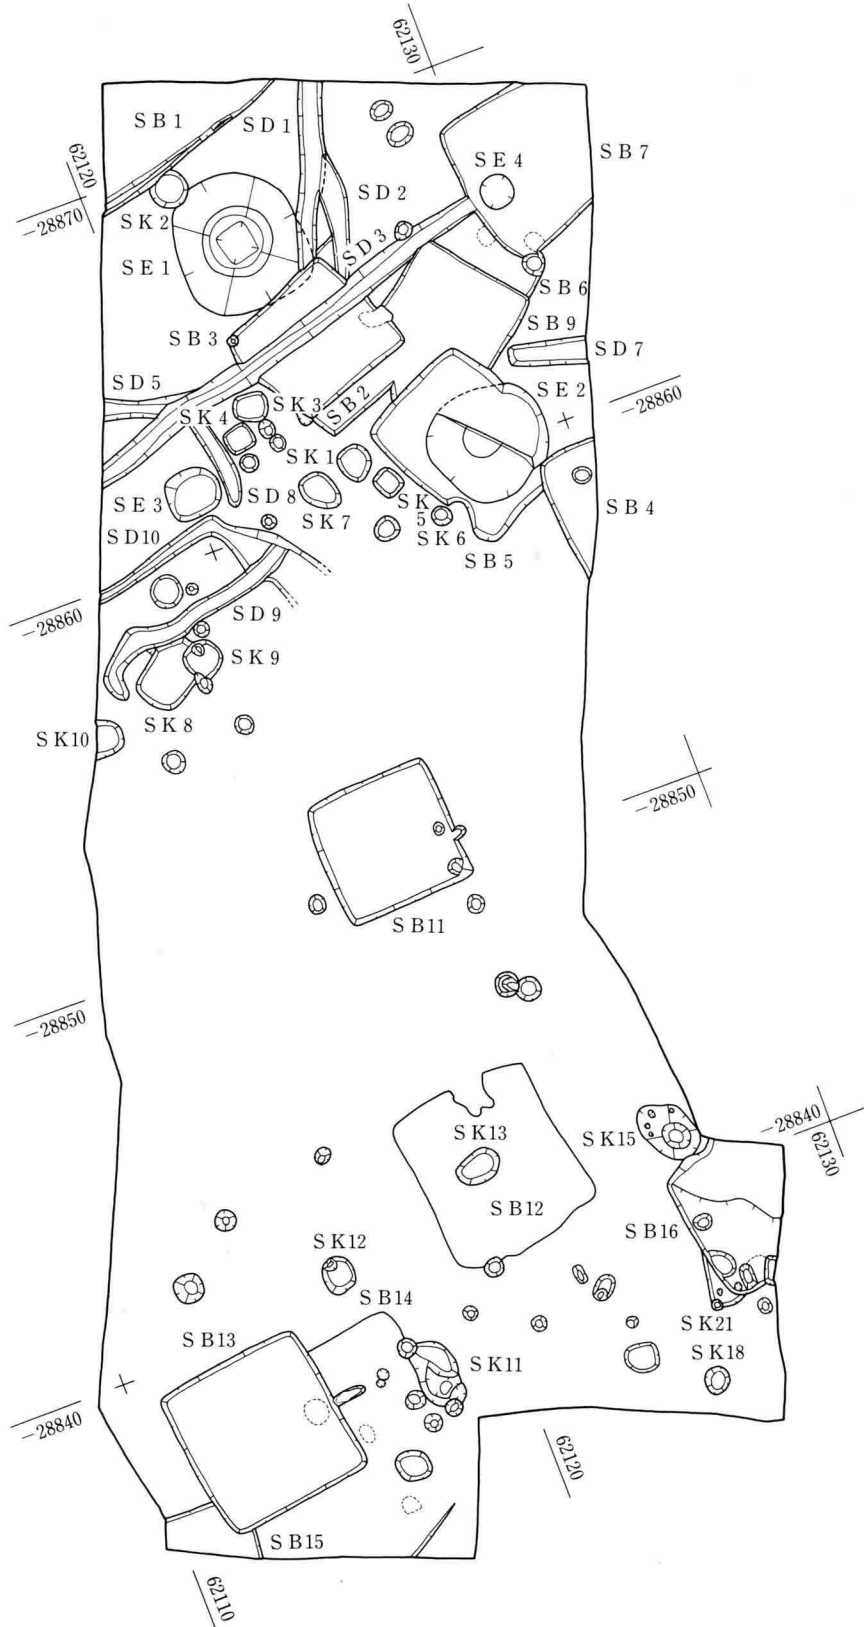 62130
SB1
SD1
SE4
SB7
62120
−28870
SK2
SD2
SE1
SD3
SB6
SB3
SB9
SD7
SD5
SE2
−28860
SK3
SB2
SK4
SK1
SE3
SD8
SK7
SK
5
SK6
SB4
SD10
SB5
−28860
SD9
SK9
SK8
SK10
−28850
SB11
−28850
SK13
SK15
−28840
62130
SB12
SB16
SK12
SB14
SB13
SK21
SK11
SK18
−28840
62120
SB15
62110